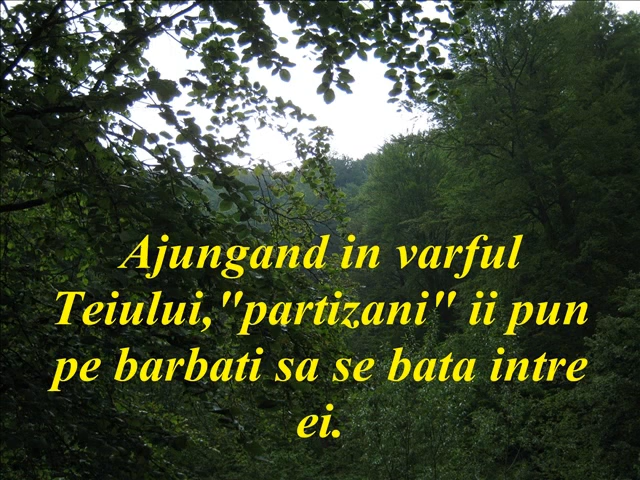 Ajungand in varful
Teiului,"partizani" ii pun
pe barbati sa se bata intre
ei.